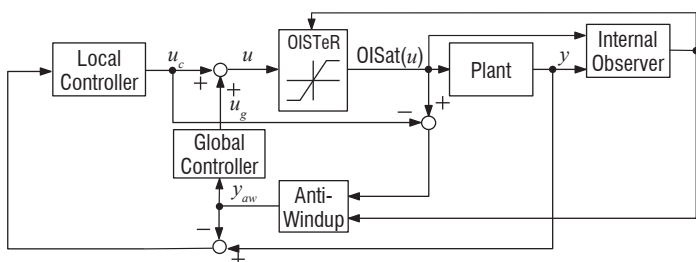 Local
Controller
u_c
+
+
u_g
u
OISTeR
OISat(u)
Plant
y
Internal
Observer
−
+
Global
Controller
y_aw
Anti-
Windup
−
+